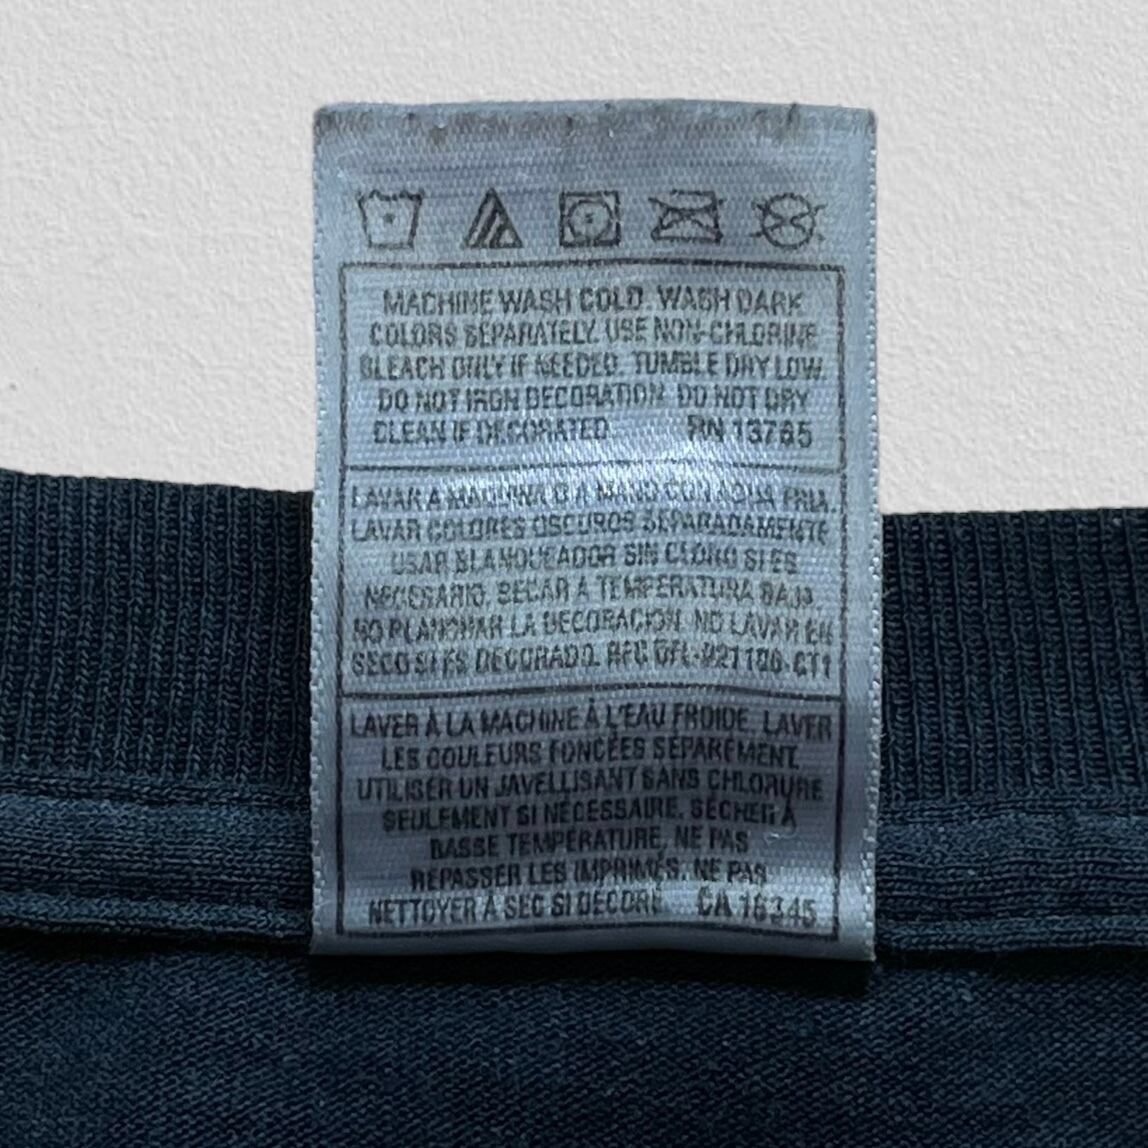 MACHINE WASH COLD. WASH DARK
COLORS SEPARATELY. USE NON-CHLORINE
BLEACH ONLY IF NEEDED. TUMBLE DRY LOW.
DO NOT IRON DECORATION. DO NOT DRY
CLEAN IF DECORATED. RN 13765
LAVAR A MAQUINA O A MANO CON AGUA FRIA.
LAVAR COLORES OSCUROS SEPARADAMENTE
USAR BLANQUEADOR SIN CLORO SI ES
NECESARIO. SECAR A TEMPERATURA BAJA.
NO PLANCHAR LA DECORACION. NO LAVAR EN
SECO SI ES DECORADO. RFC
LAVER À LA MACHINE À L'EAU FROIDE. LAVER
LES COULEURS FONCÉES SÉPARÉMENT.
UTILISER UN JAVELLISANT SANS CHLORURE
SEULEMENT SI NÉCESSAIRE. SÉCHER À
BASSE TEMPÉRATURE. NE PAS
REPASSER LES IMPRIMÉS. NE PAS
NETTOYER À SEC SI DÉCORÉ. CA 16345